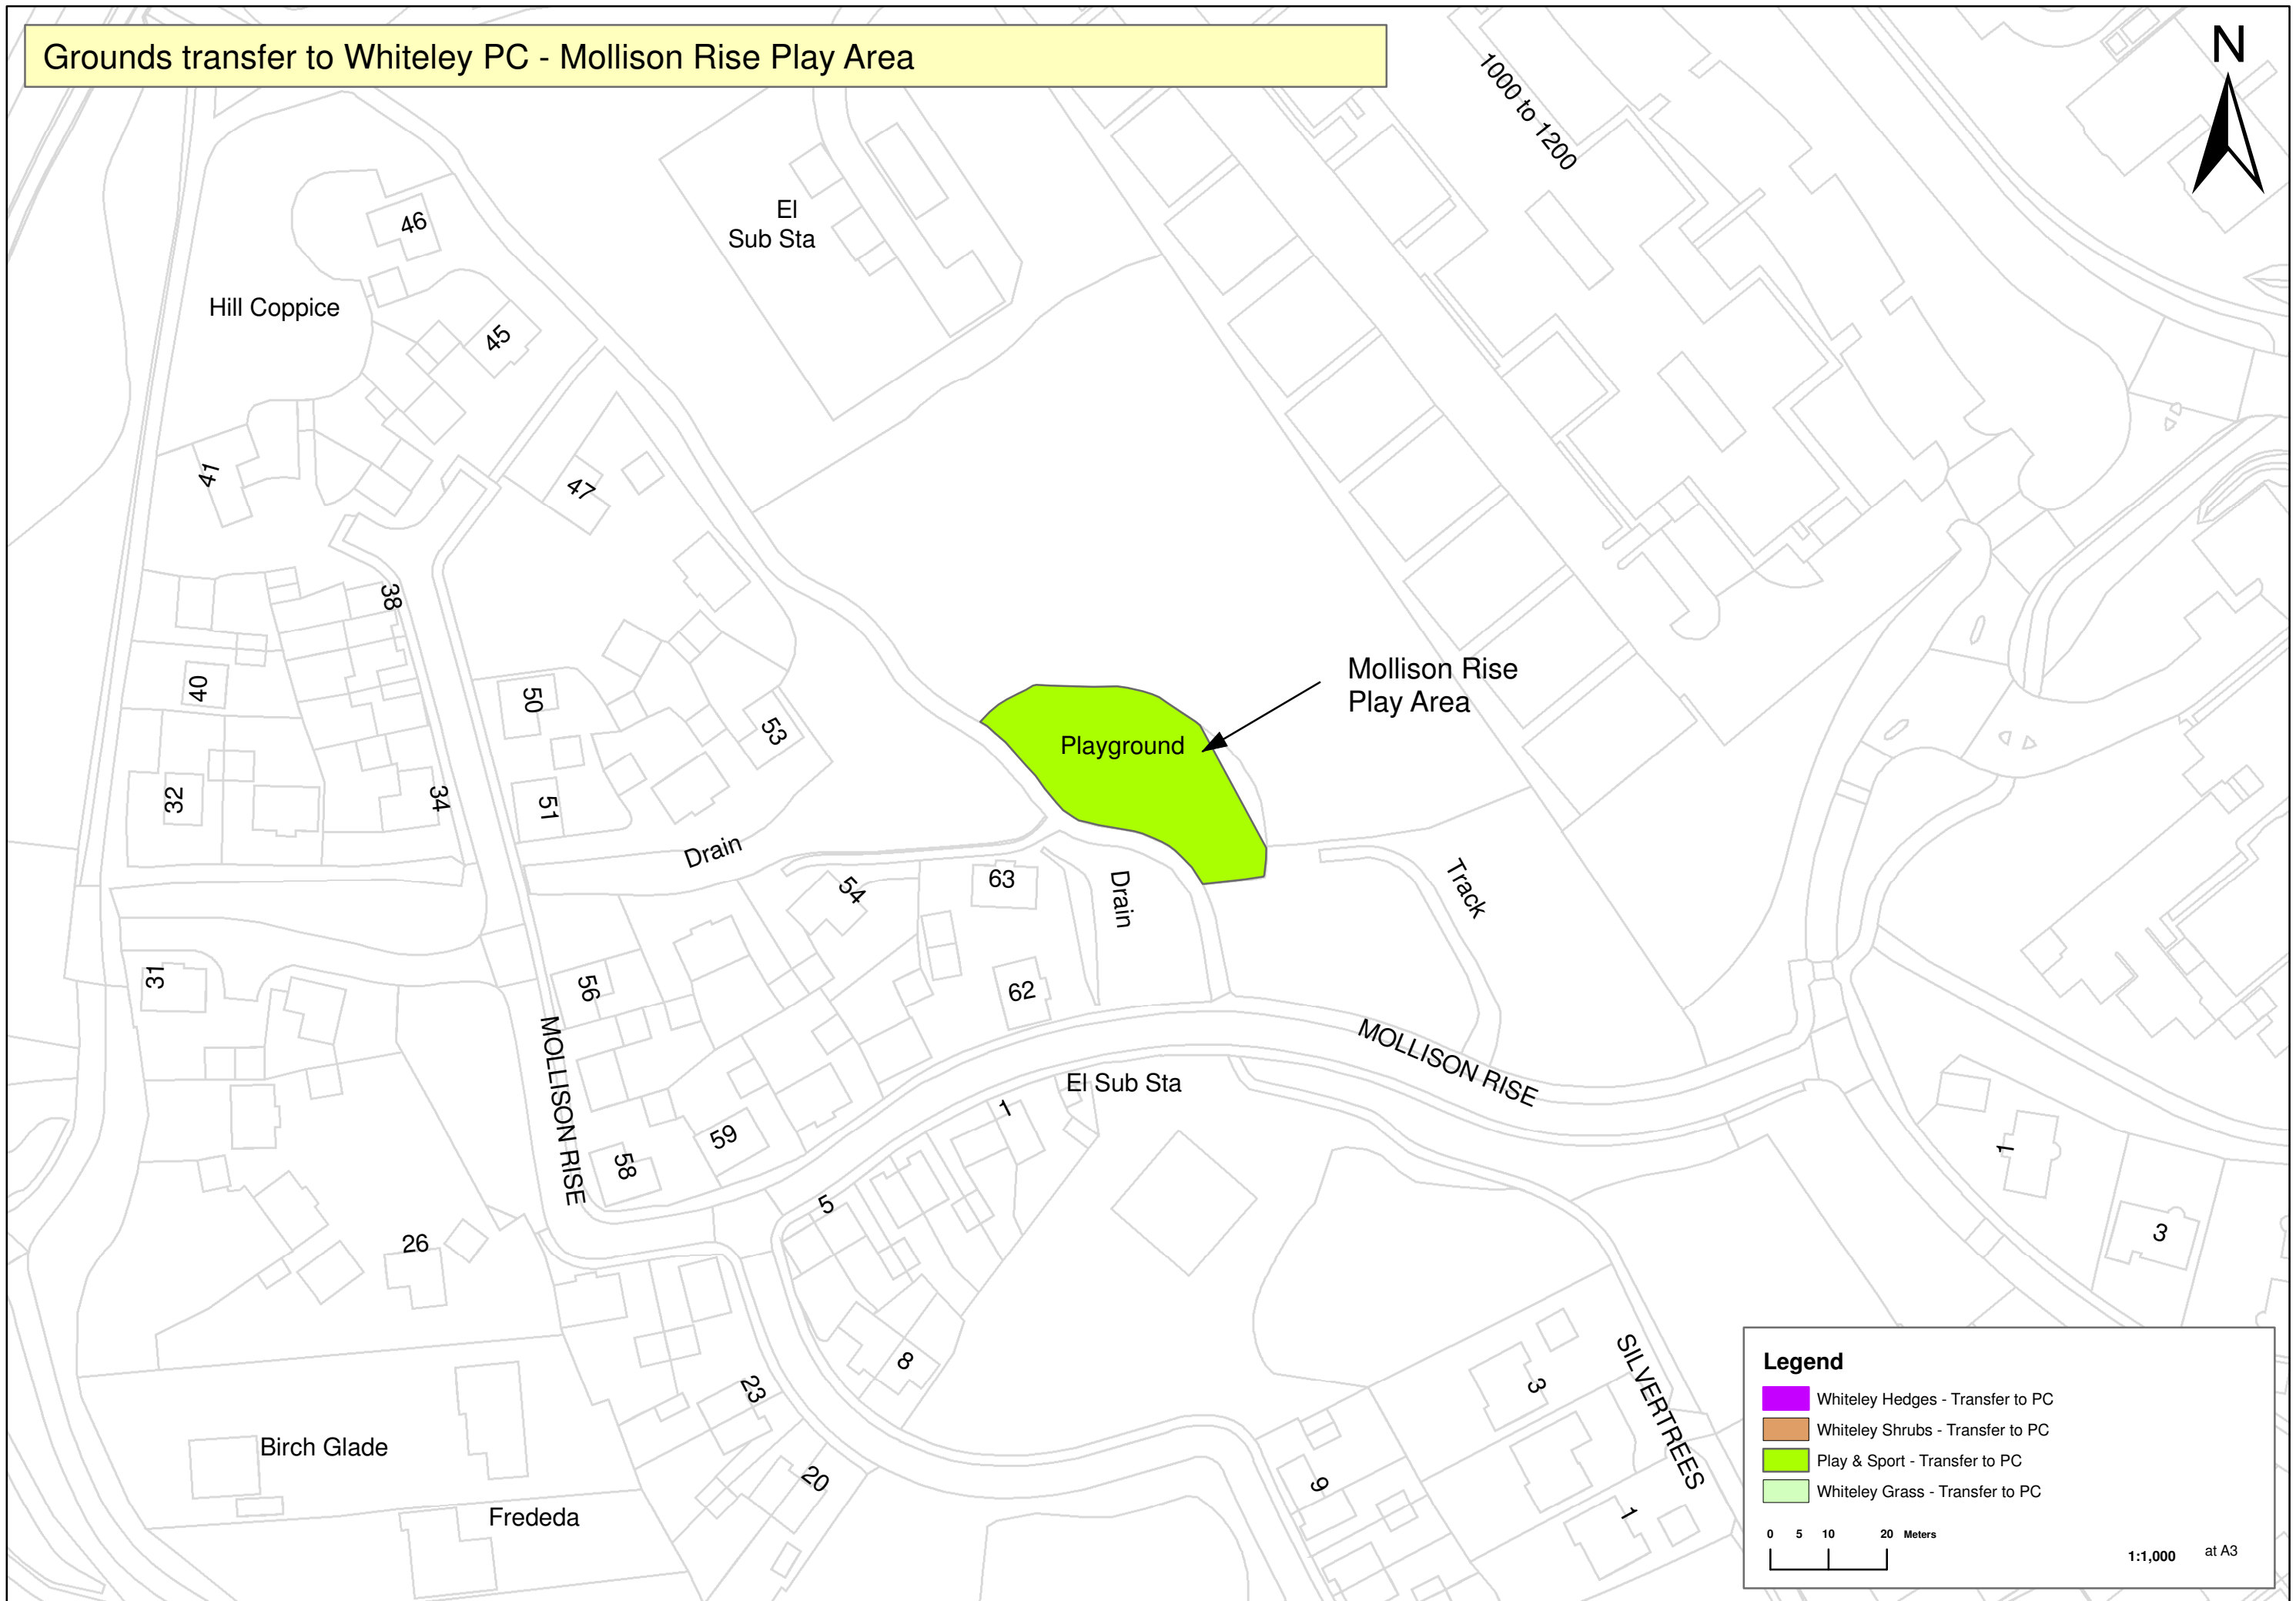 Grounds transfer to Whiteley PC - Mollison Rise Play Area
N
1000 to 1200
El
Sub Sta
46
Hill Coppice
45
41
47
38
40
50
53
Mollison Rise
Play Area
Playground
32
34
51
Drain
54
63
Drain
Track
31
56
62
MOLLISON RISE
MOLLISON RISE
El Sub Sta
1
59
58
5
26
1
3
8
23
3
SILVERTREES
Birch Glade
20
9
1
Frededa
Legend
Whiteley Hedges - Transfer to PC
Whiteley Shrubs - Transfer to PC
Play & Sport - Transfer to PC
Whiteley Grass - Transfer to PC
0 5 10 20 Meters
1:1,000 at A3